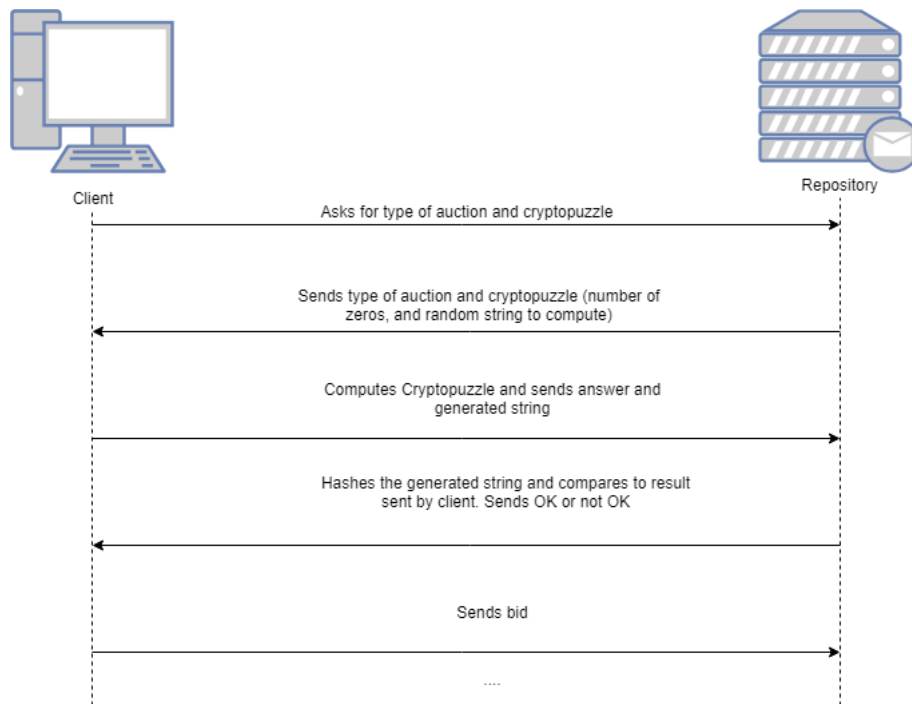 Client
Repository
Asks for type of auction and cryptopuzzle
Sends type of auction and cryptopuzzle (number of
zeros, and random string to compute)
Computes Cryptopuzzle and sends answer and
generated string
Hashes the generated string and compares to result
sent by client. Sends OK or not OK
Sends bid
....